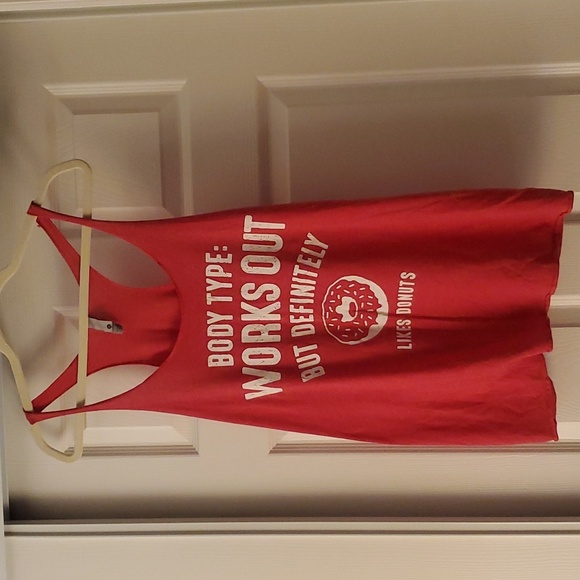 BODY TYPE:
WORKS OUT
BUT DEFINITELY
LIKES DONUTS